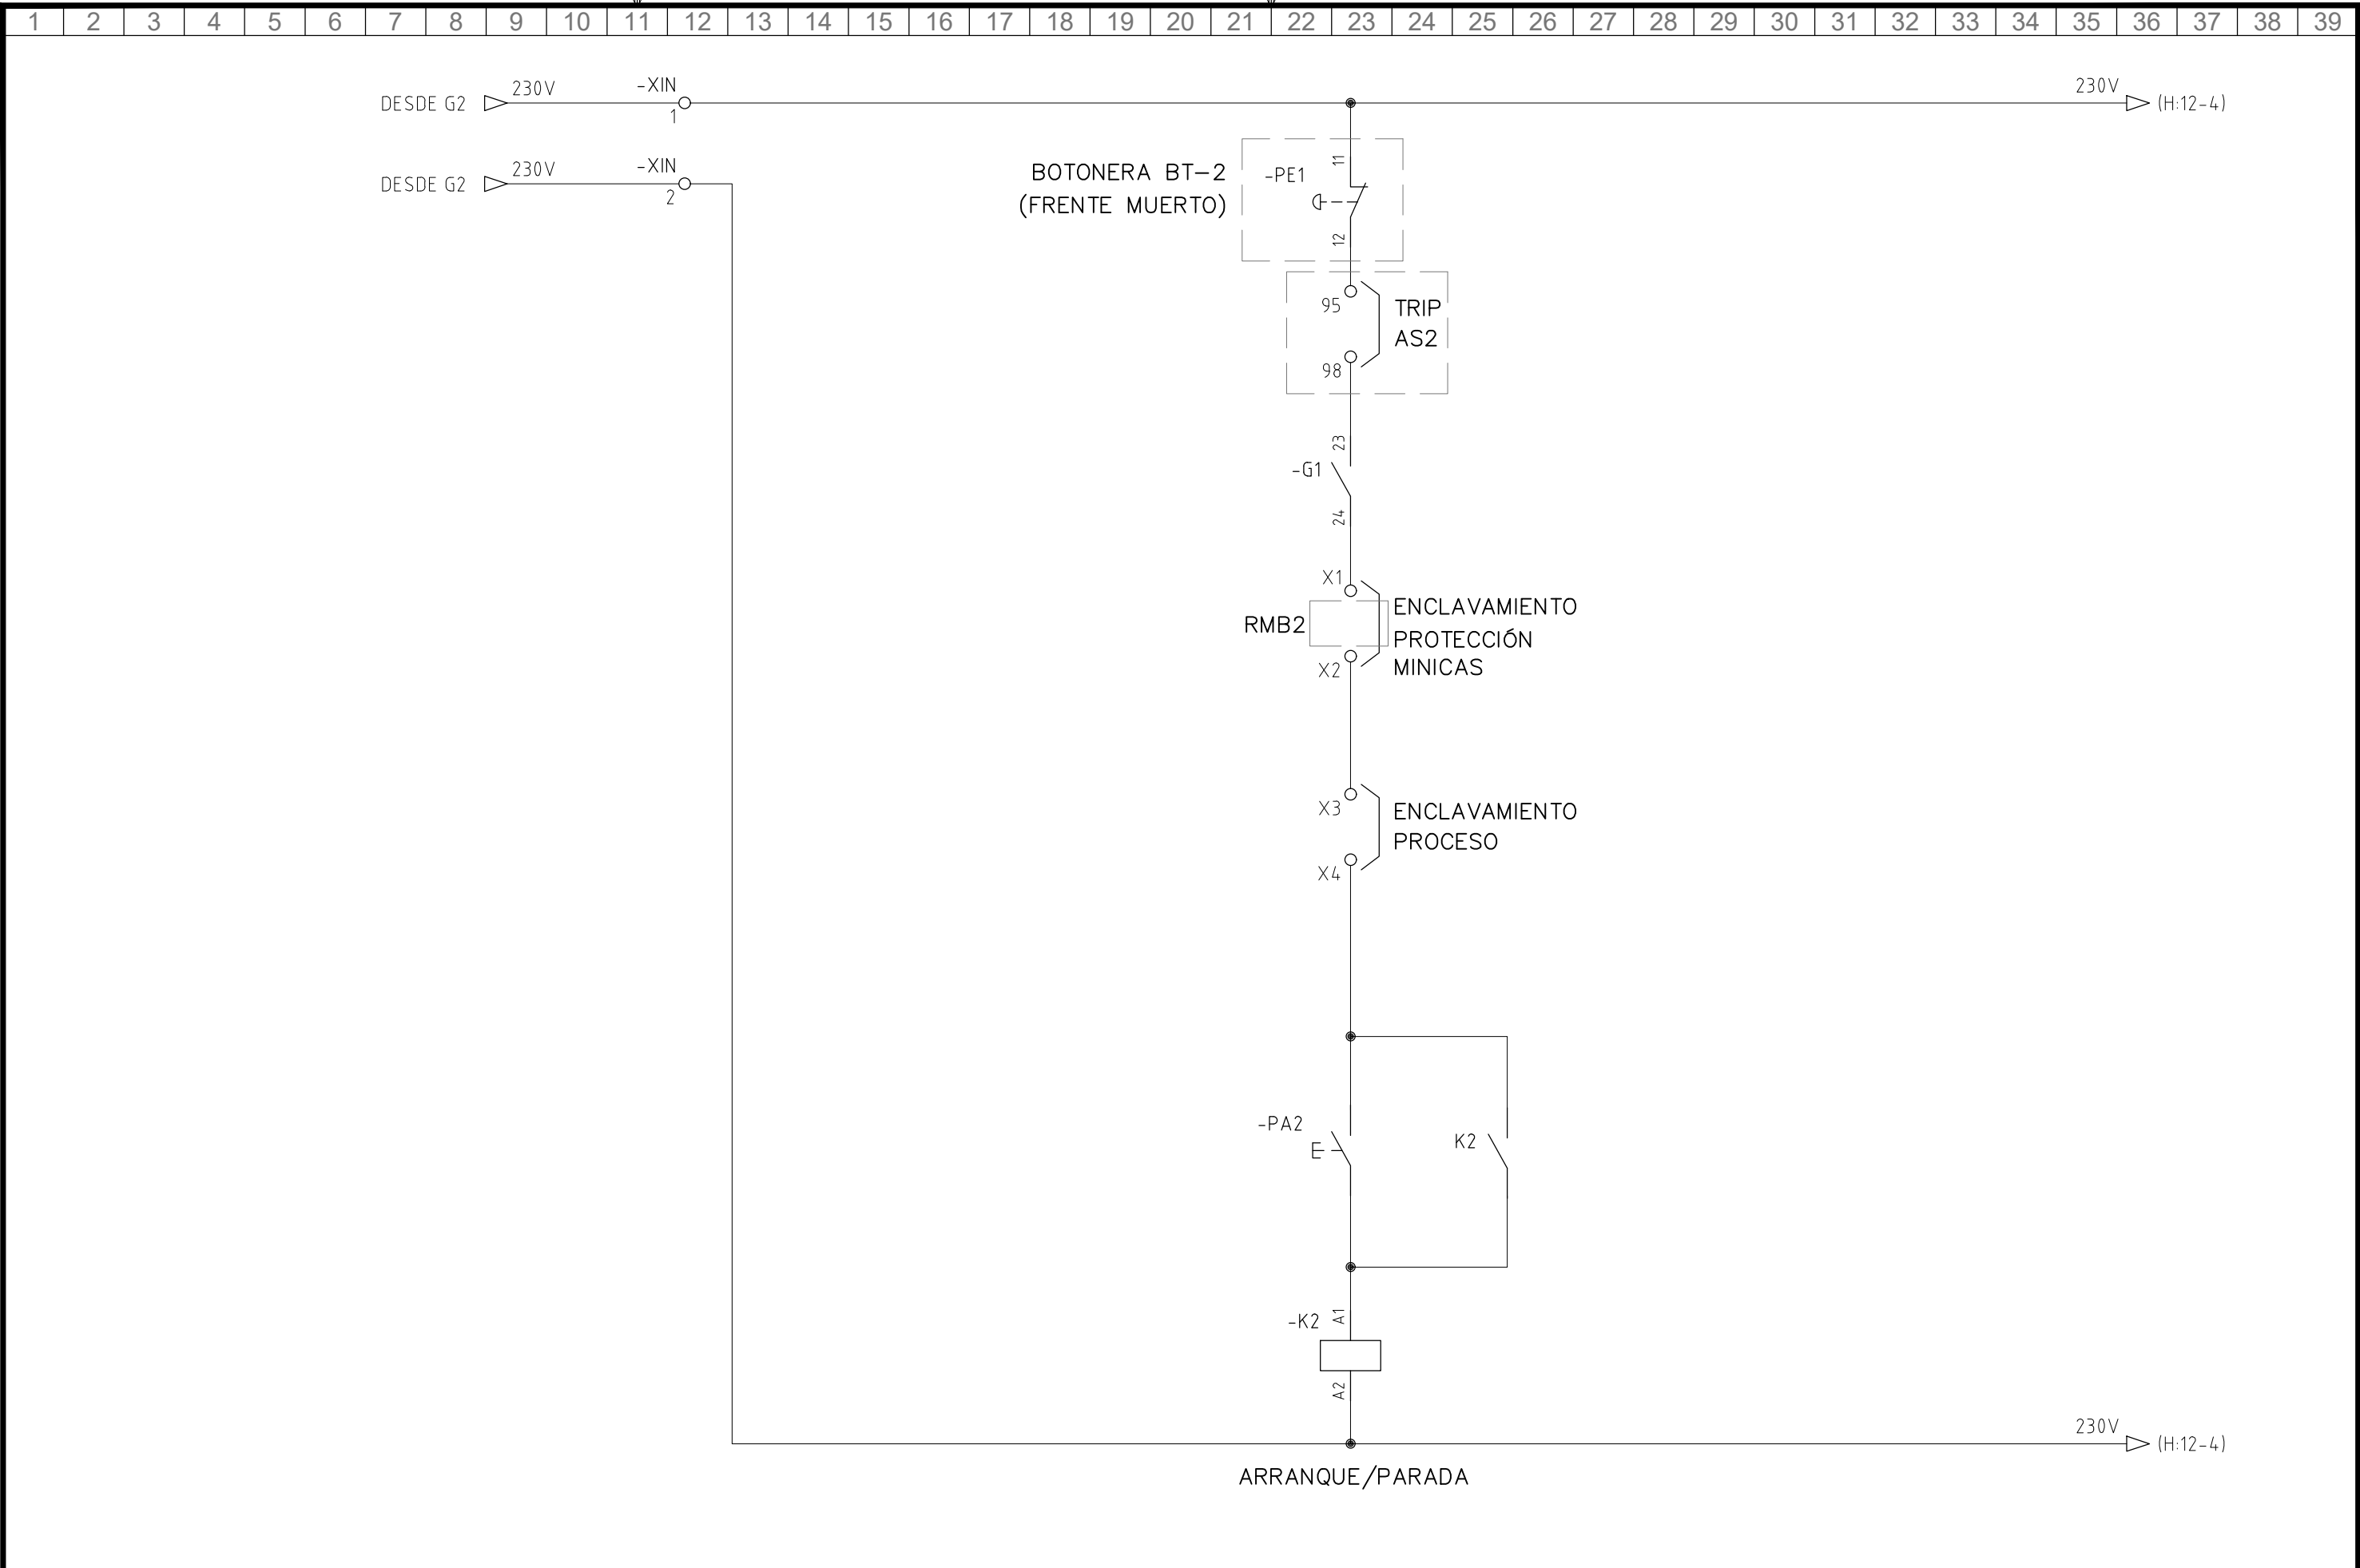 1 2 3 4 5 6 7 8 9 10 11 12 13 14 15 16 17 18 19 20 21 22 23 24 25 26 27 28 29 30 31 32 33 34 35 36 37 38 39
DESDE G2 230V -XIN 1
230V (H:12-4)
DESDE G2 230V -XIN 2
BOTONERA BT-2
(FRENTE MUERTO)
-PE1
11
12
95
98
TRIP
AS2
23
-G1
24
X1
RMB2
X2
ENCLAVAMIENTO
PROTECCIÓN
MINICAS
X3
X4
ENCLAVAMIENTO
PROCESO
-PA2
K2
-K2
A1
A2
230V (H:12-4)
ARRANQUE/PARADA